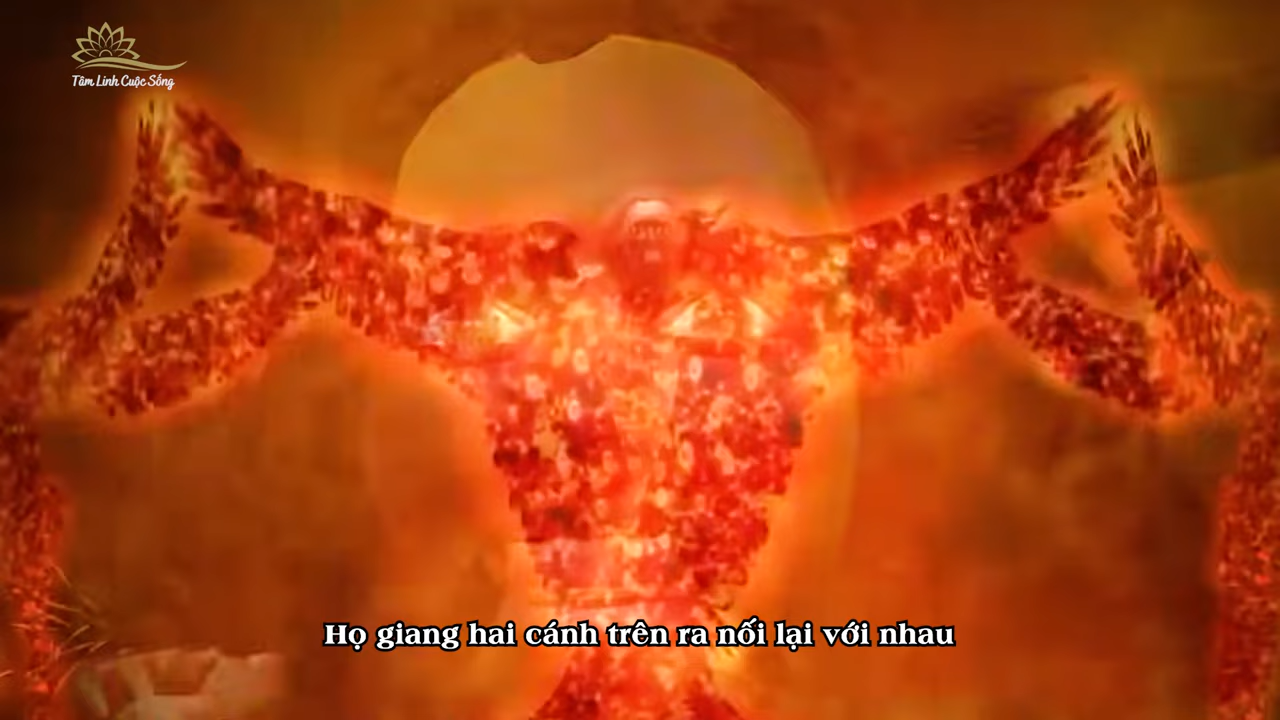 Tâm Linh Cuộc Sống
Họ giang hai cánh trên ra nối lại với nhau